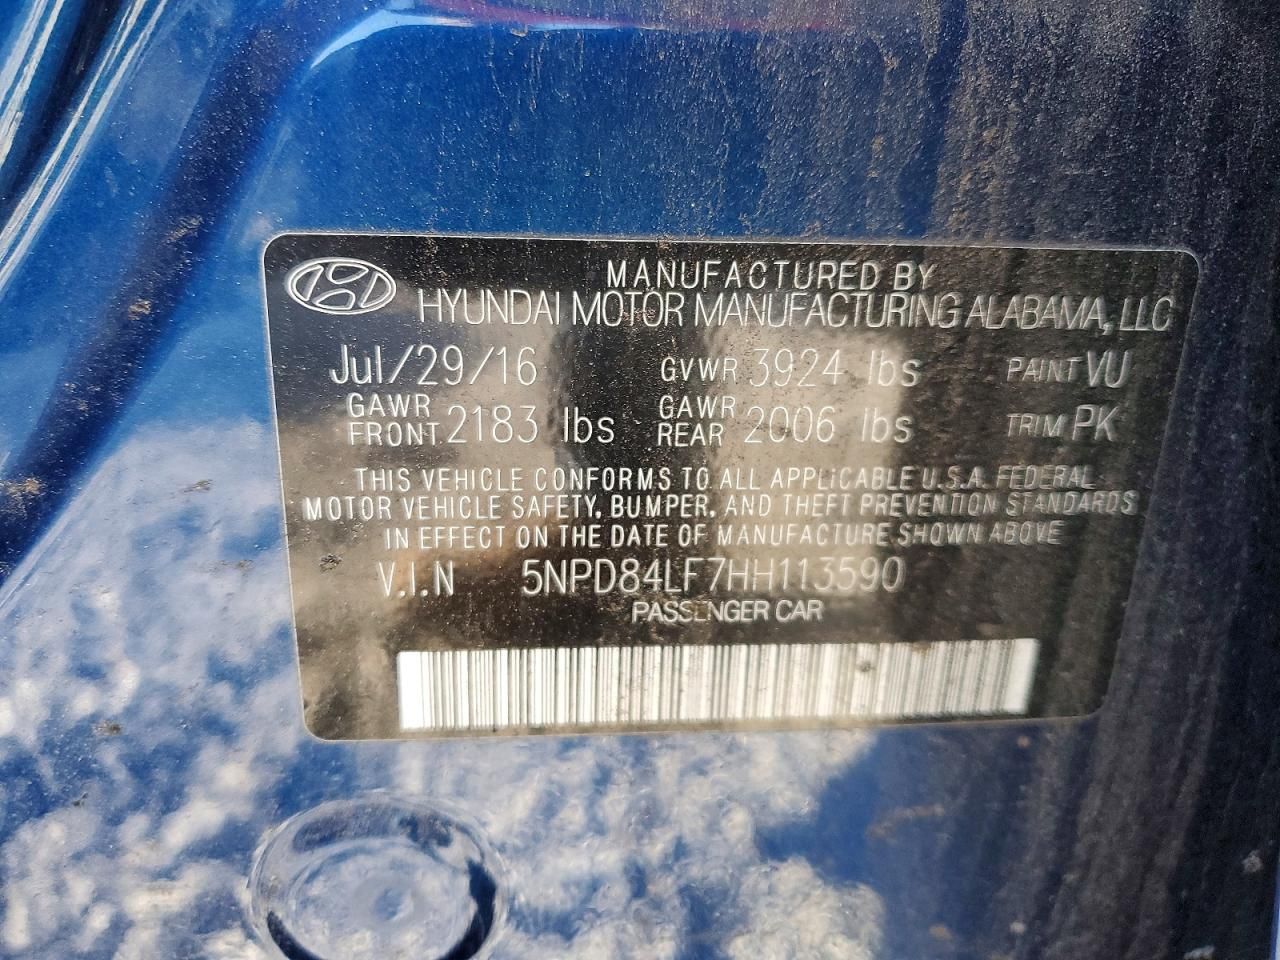 MANUFACTURED BY
HYUNDAI MOTOR MANUFACTURING ALABAMA, LLC
Jul/29/16 GVWR 3924 lbs PAINT VU
GAWR FRONT 2183 lbs GAWR REAR 2006 lbs TRIM PK
THIS VEHICLE CONFORMS TO ALL APPLICABLE U.S.A. FEDERAL
MOTOR VEHICLE SAFETY, BUMPER, AND THEFT PREVENTION STANDARDS
IN EFFECT ON THE DATE OF MANUFACTURE SHOWN ABOVE
V.I.N 5NPD84LF7HH113590
PASSENGER CAR